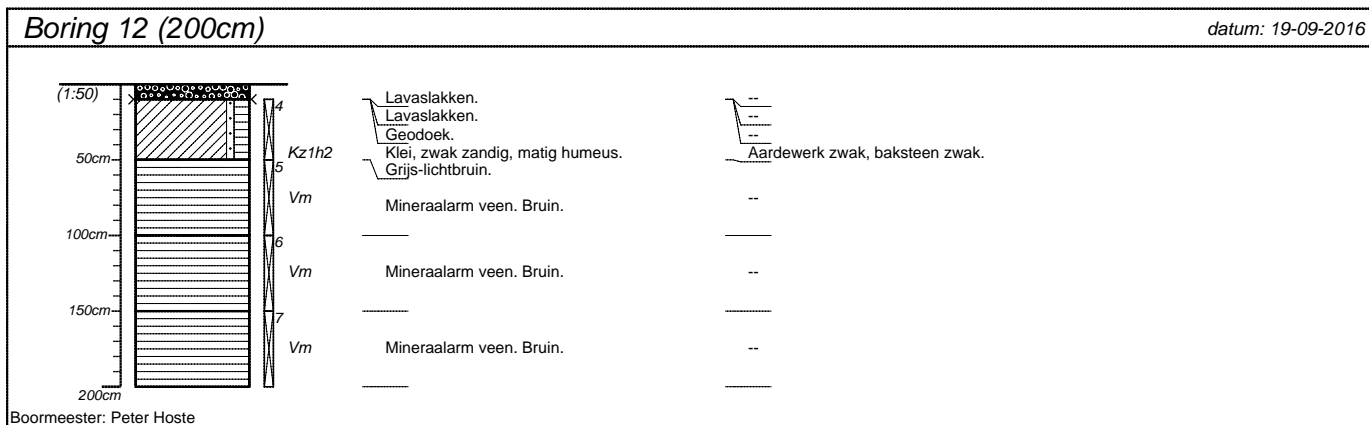 Boring 12 (200cm)
datum: 19-09-2016
(1:50)
4
Lavaslakken.
--
Lavaslakken.
--
Geodoek.
--
50cm
Kz1h2
Klei, zwak zandig, matig humeus.
Aardewerk zwak, baksteen zwak.
5
Grijs-lichtbruin.
Vm
Mineraalarm veen. Bruin.
--
100cm
6
Vm
Mineraalarm veen. Bruin.
--
150cm
7
Vm
Mineraalarm veen. Bruin.
--
200cm
Boormeester: Peter Hoste